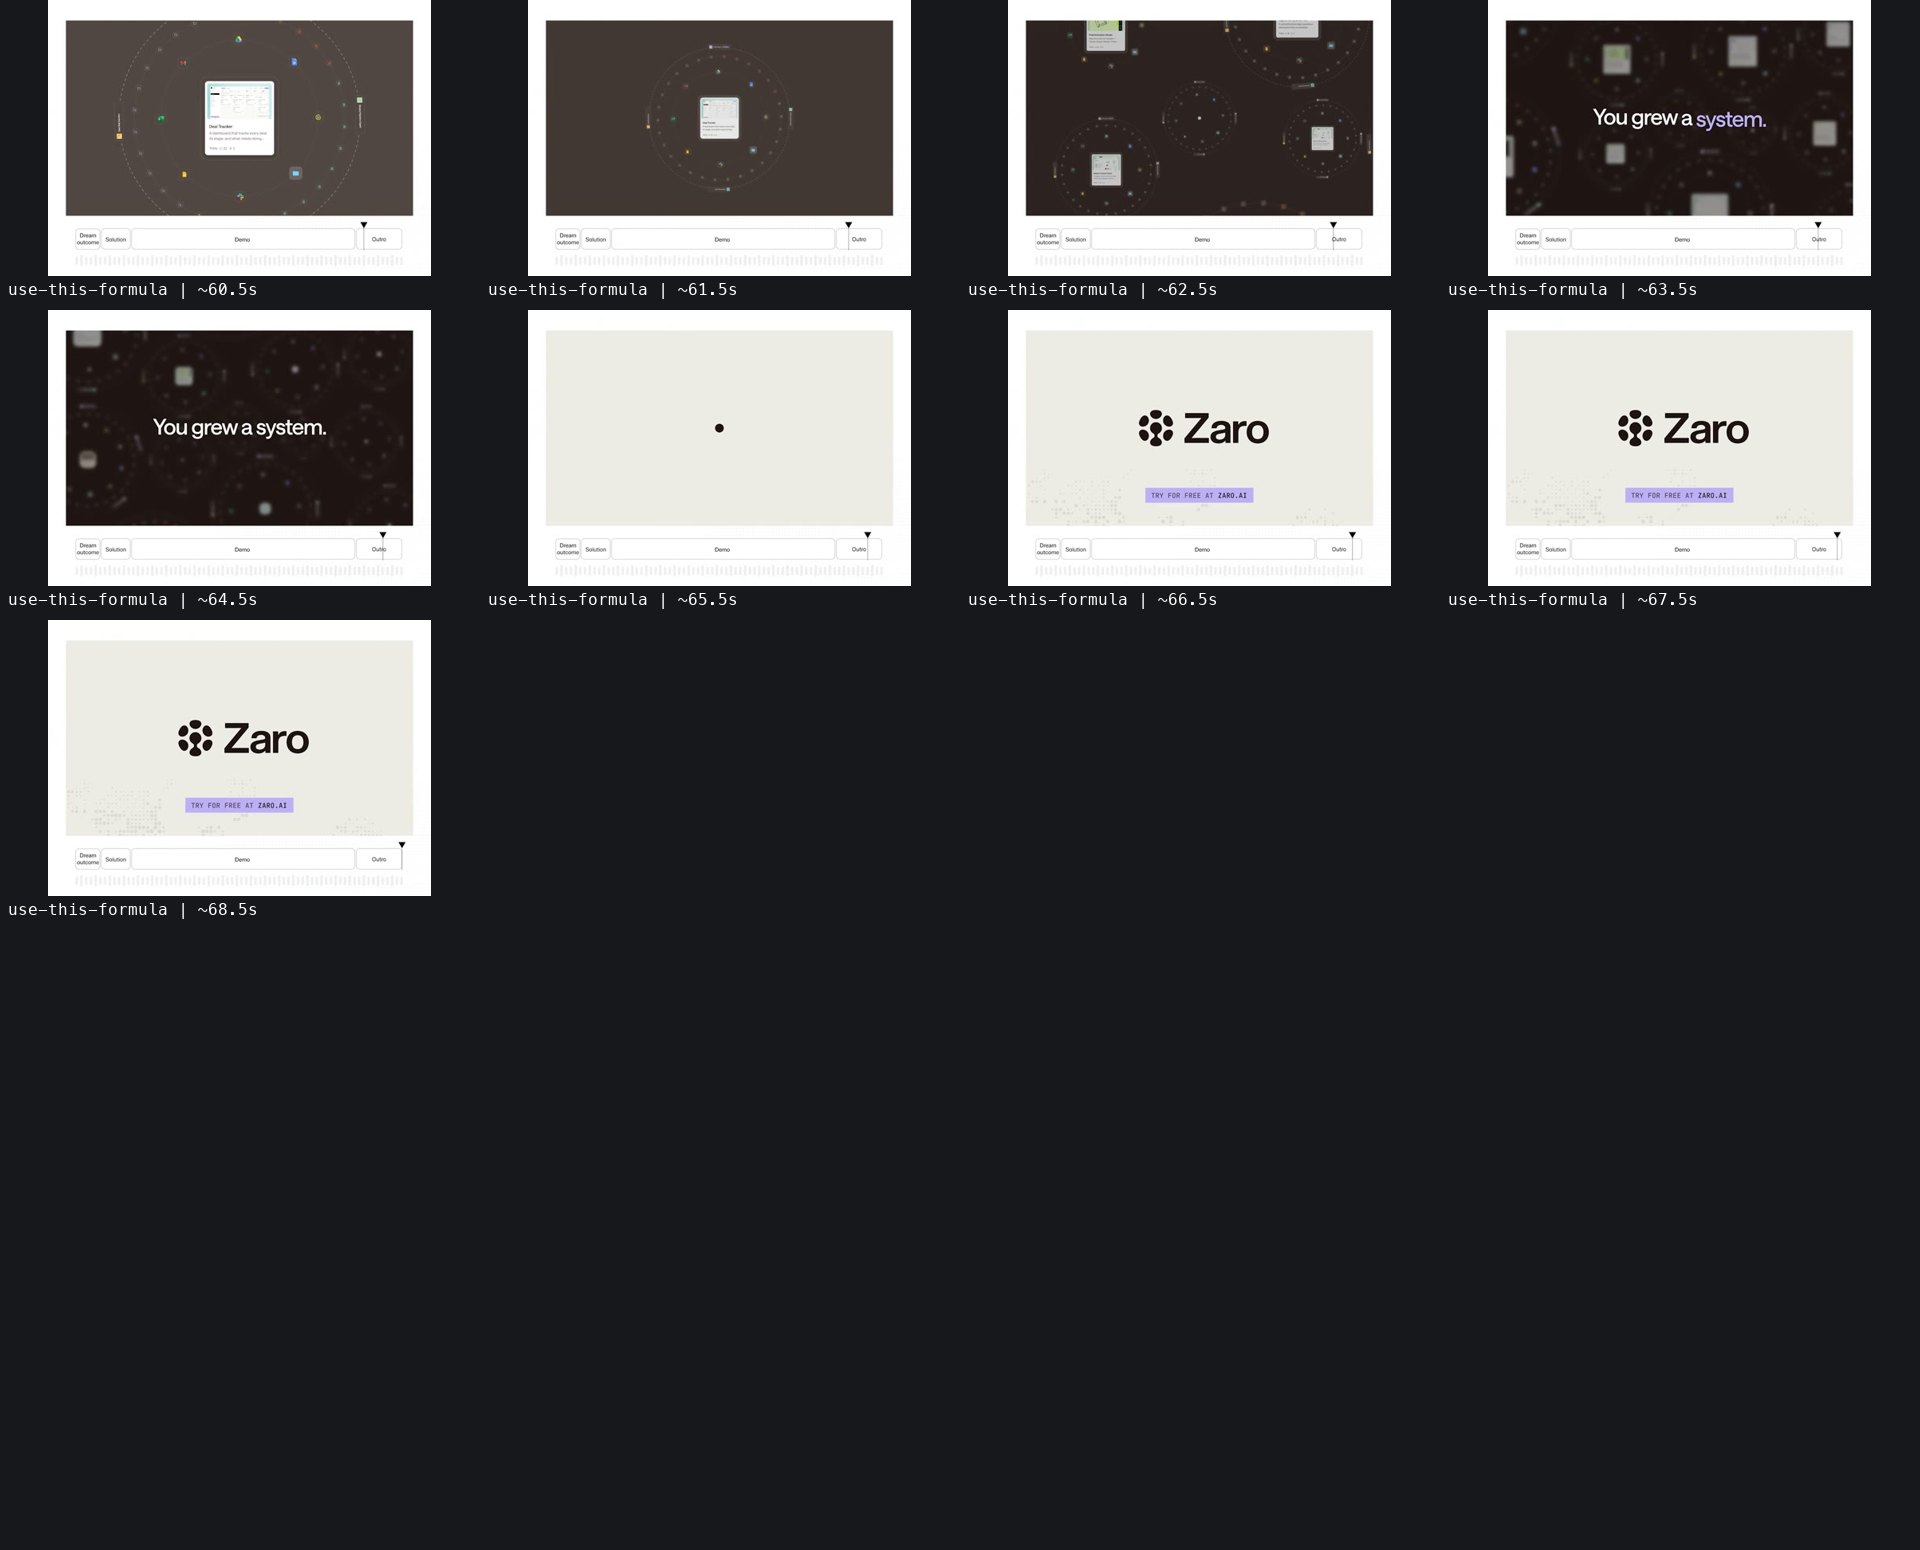 Deal Tracker
Dream outcome
Solution
Demo
Outro
use-this-formula | ~60.5s
Dream outcome
Solution
Demo
Outro
use-this-formula | ~61.5s
Dream outcome
Solution
Demo
Outro
use-this-formula | ~62.5s
You grew a system.
Dream outcome
Solution
Demo
Outro
use-this-formula | ~63.5s
You grew a system.
Dream outcome
Solution
Demo
Outro
use-this-formula | ~64.5s
Dream outcome
Solution
Demo
Outro
use-this-formula | ~65.5s
Zaro
TRY FOR FREE AT ZARO.AI
Dream outcome
Solution
Demo
Outro
use-this-formula | ~66.5s
Zaro
TRY FOR FREE AT ZARO.AI
Dream outcome
Solution
Demo
Outro
use-this-formula | ~67.5s
Zaro
TRY FOR FREE AT ZARO.AI
Dream outcome
Solution
Demo
Outro
use-this-formula | ~68.5s